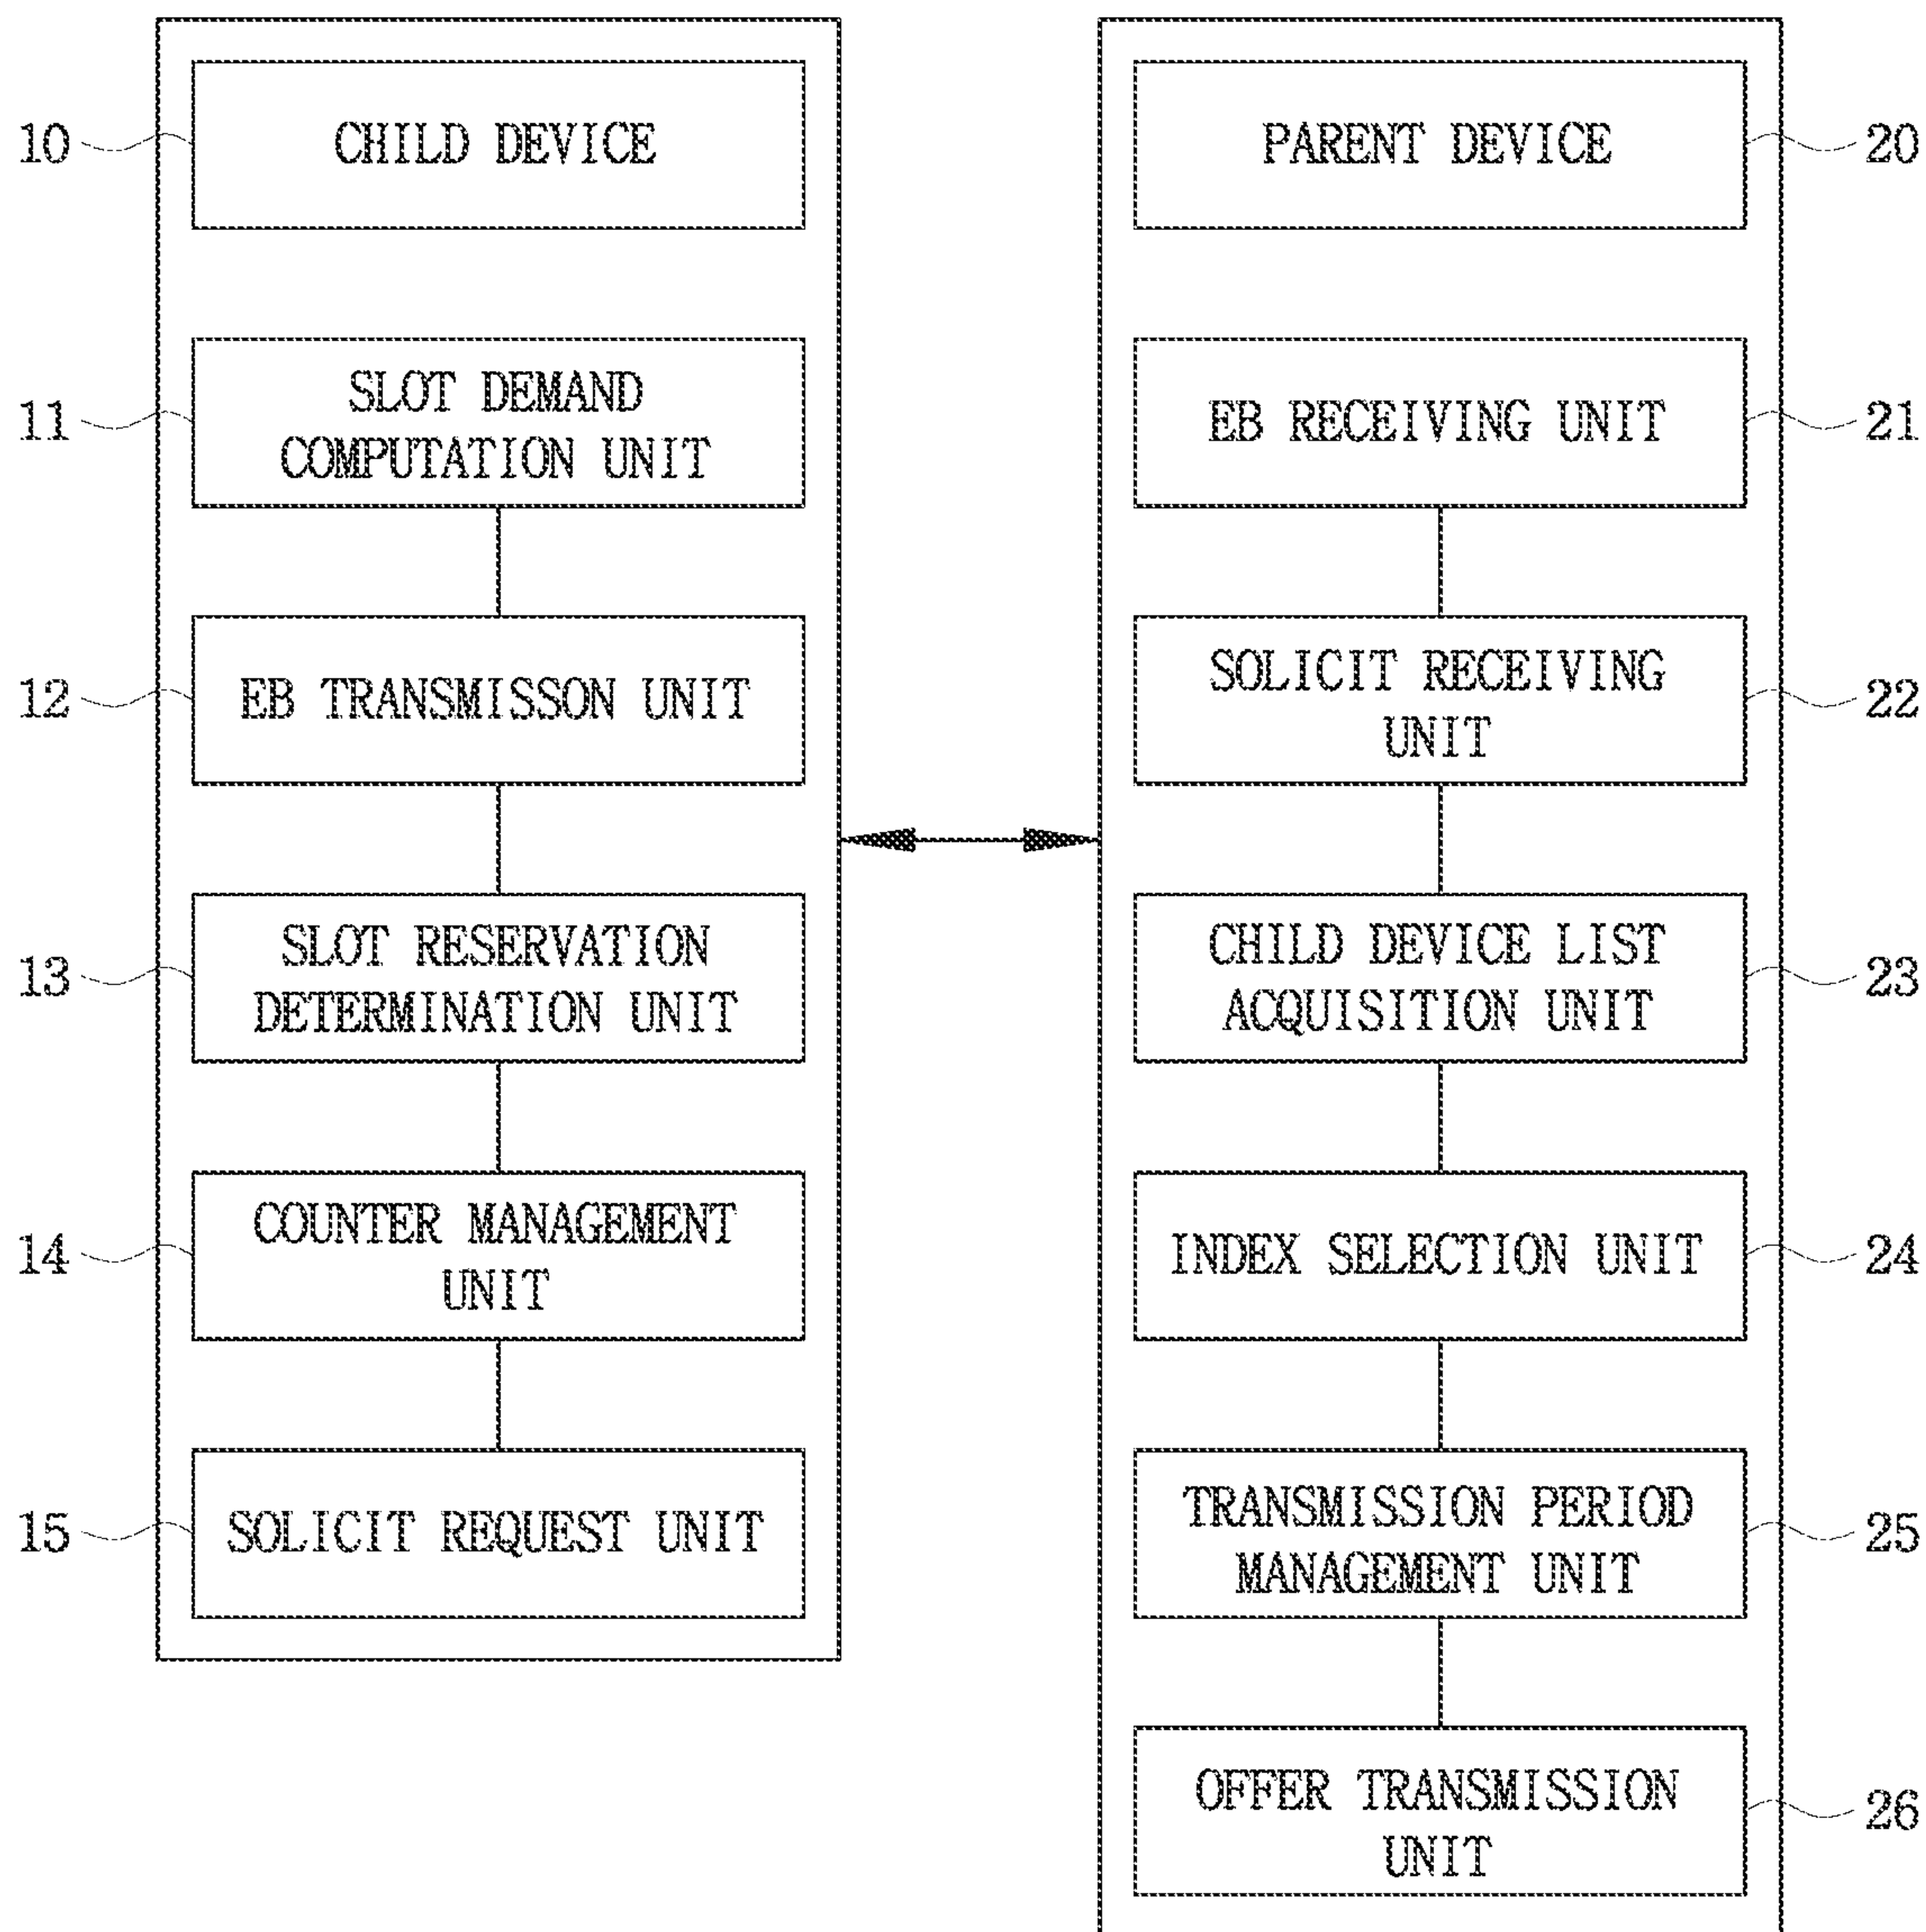 10
CHILD DEVICE
11
SLOT DEMAND
COMPUTATION UNIT
12
EB TRANSMISSON UNIT
13
SLOT RESERVATION
DETERMINATION UNIT
14
COUNTER MANAGEMENT
UNIT
15
SOLICIT REQUEST UNIT
PARENT DEVICE
20
EB RECEIVING UNIT
21
SOLICIT RECEIVING
UNIT
22
CHILD DEVICE LIST
ACQUISITION UNIT
23
INDEX SELECTION UNIT
24
TRANSMISSION PERIOD
MANAGEMENT UNIT
25
OFFER TRANSMISSION
UNIT
26